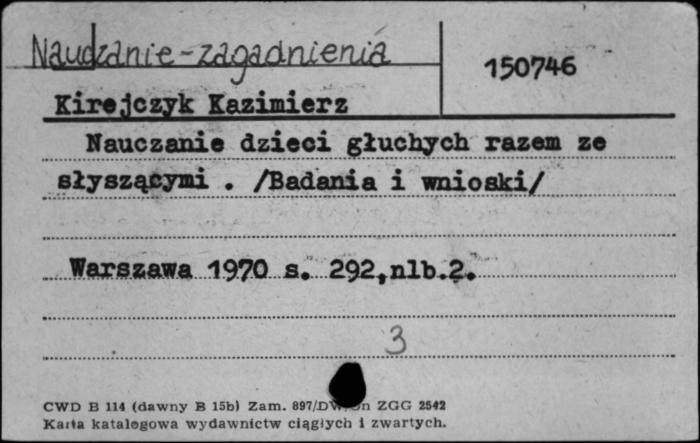 Nauczanie-zagadnienia
150746
Kirejczyk Kazimierz
Nauczanie dzieci głuchych razem ze
słyszącymi . /Badania i wnioski/
Warszawa 1970 s. 292,nlb.2.
3
CWD B 114 (dawny B 15b) Zam. 897/DW ZGG 2542
Karta katalogowa wydawnictw ciągłych i zwartych.